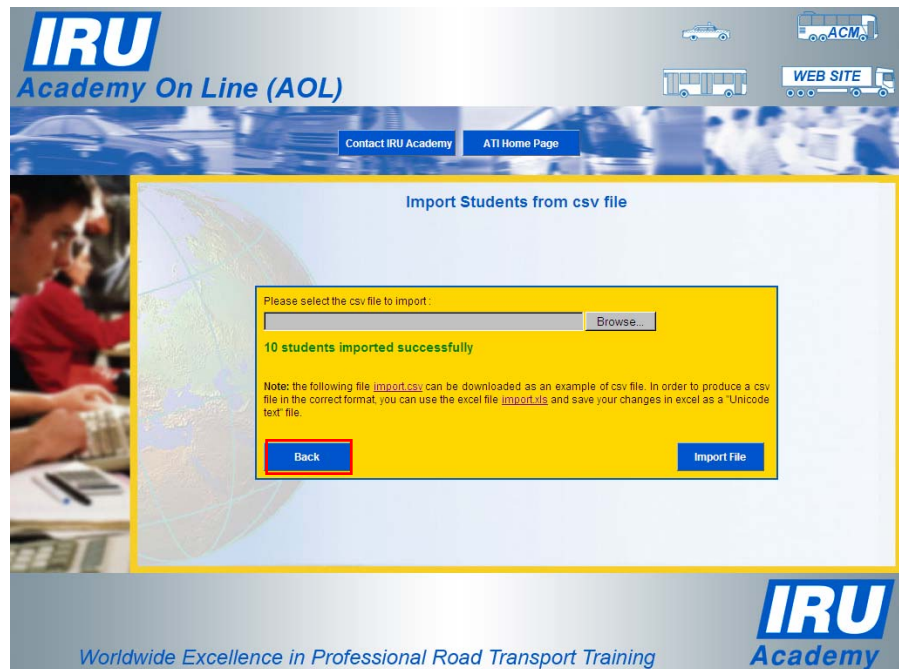 IRU
Academy On Line (AOL)
ACM
WEB SITE
Contact IRU Academy
ATI Home Page
Import Students from csv file
Please select the csv file to import :
Browse...
10 students imported successfully
Note: the following file import.csv can be downloaded as an example of csv file. In order to produce a csv
file in the correct format, you can use the excel file import.xls and save your changes in excel as a "Unicode
text" file.
Back
Import File
IRU
Worldwide Excellence in Professional Road Transport Training
Academy